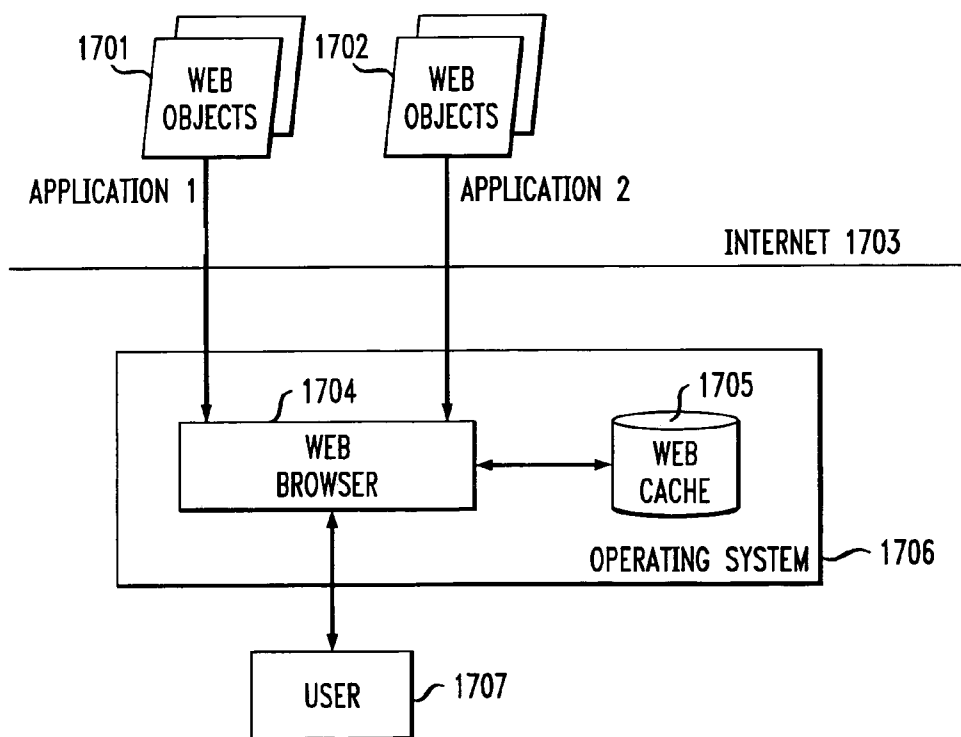 1701
WEB
OBJECTS
1702
WEB
OBJECTS
APPLICATION 1
APPLICATION 2
INTERNET 1703
1704
WEB
BROWSER
1705
WEB
CACHE
OPERATING SYSTEM
1706
USER
1707